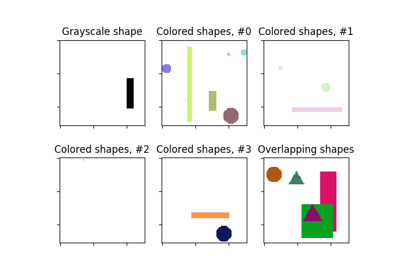 Grayscale shape
Colored shapes, #0
Colored shapes, #1
Colored shapes, #2
Colored shapes, #3
Overlapping shapes